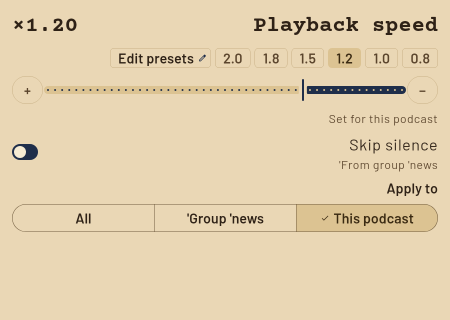 ×1.20 Playback speed
Edit presets 2.0 1.8 1.5 1.2 1.0 0.8
+ −
Set for this podcast
Skip silence
'From group 'news
Apply to
All 'Group 'news ✓ This podcast